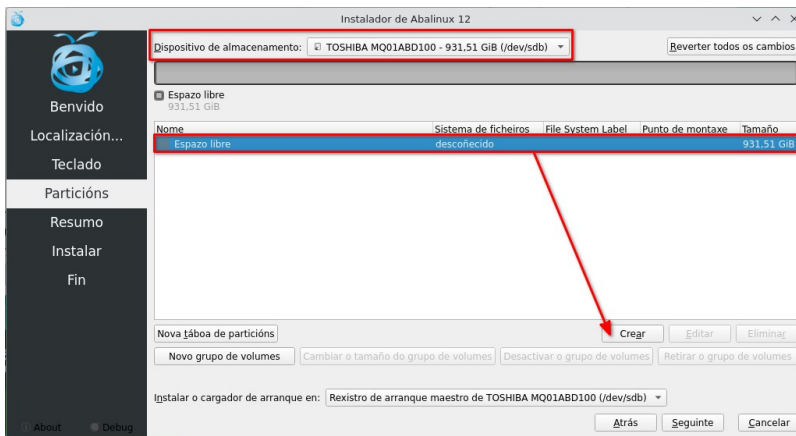 Instalador de Abalinux 12
Dispositivo de almacenamento: TOSHIBA MQ01ABD100 - 931,51 GiB (/dev/sdb)
Reverter todos os cambios
Espazo libre
931.51 GiB
Nome Sistema de ficheiros File System Label Punto de montaxe Tamaño
Espazo libre descoñecido 931.51 GiB
Benvido
Localización...
Teclado
Particións
Resumo
Instalar
Fin
Nova táboa de particións Crear Editar Eliminar
Novo grupo de volumes Cambiar o tamaño do grupo de volumes Desactivar o grupo de volumes Retirar o grupo de volumes
Instalar o cargador de arranque en: Rexistro de arranque maestro de TOSHIBA MQ01ABD100 (/dev/sdb)
About Debug
Atrás Seguinte Cancelar